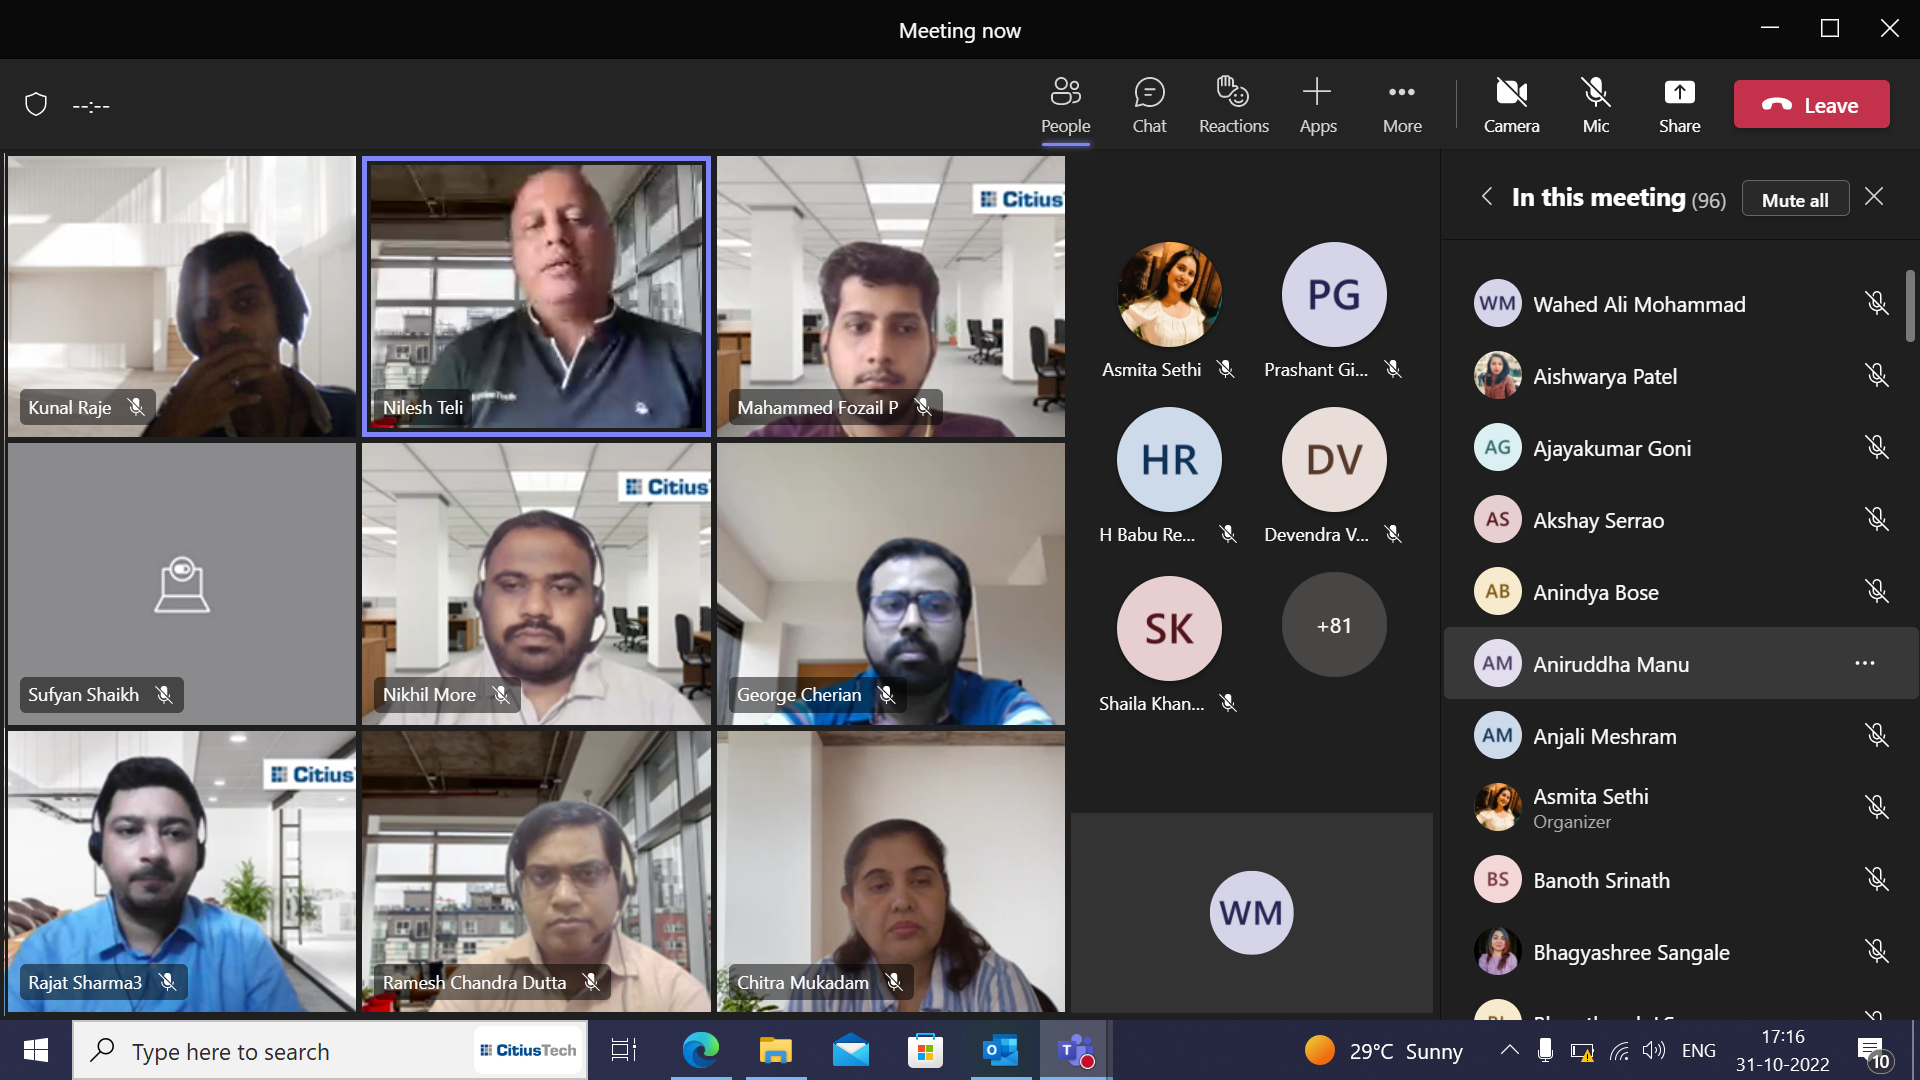 Meeting now
--:--
People
Chat
Reactions
Apps
More
Camera
Mic
Share
Leave
Kunal Raje
Nilesh Teli
Citius
Mahammed Fozail P
Sufyan Shaikh
Citius
Nikhil More
George Cherian
Citius
Rajat Sharma3
Ramesh Chandra Dutta
Chitra Mukadam
Asmita Sethi
PG
Prashant Gi...
HR
H Babu Re...
DV
Devendra V...
SK
Shaila Khan...
+81
WM
In this meeting (96)
Mute all
WM Wahed Ali Mohammad
Aishwarya Patel
AG Ajayakumar Goni
AS Akshay Serrao
AB Anindya Bose
AM Aniruddha Manu
AM Anjali Meshram
Asmita Sethi
Organizer
BS Banoth Srinath
Bhagyashree Sangale
Type here to search
CitiusTech
29°C Sunny
ENG
17:16
31-10-2022
10